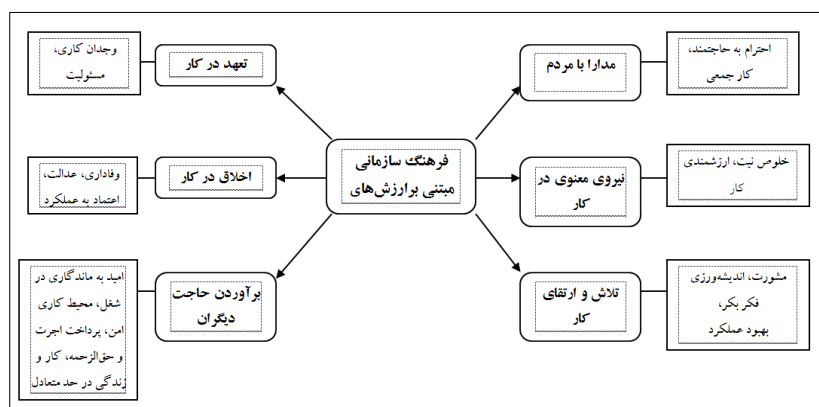 مدارا با مردم
احترام به حاجتمند،
کار جمعی
تعهد در کار
وجدان کاری،
مسئولیت
فرهنگ سازمانی
مبتنی برارزش‌های
نیروی معنوی در
کار
خلوص نیت، ارزشمندی
کار
اخلاق در کار
وفاداری، عدالت،
اعتماد به عملکرد
تلاش و ارتقای
کار
مشورت، اندیشه‌ورزی
فکر بکر،
بهبود عملکرد
برآوردن حاجت
دیگران
امید به ماندگاری در
شغل، محیط کاری
امن، پرداخت اجرت
و حق‌الزحمه، کار و
زندگی در حد متعادل